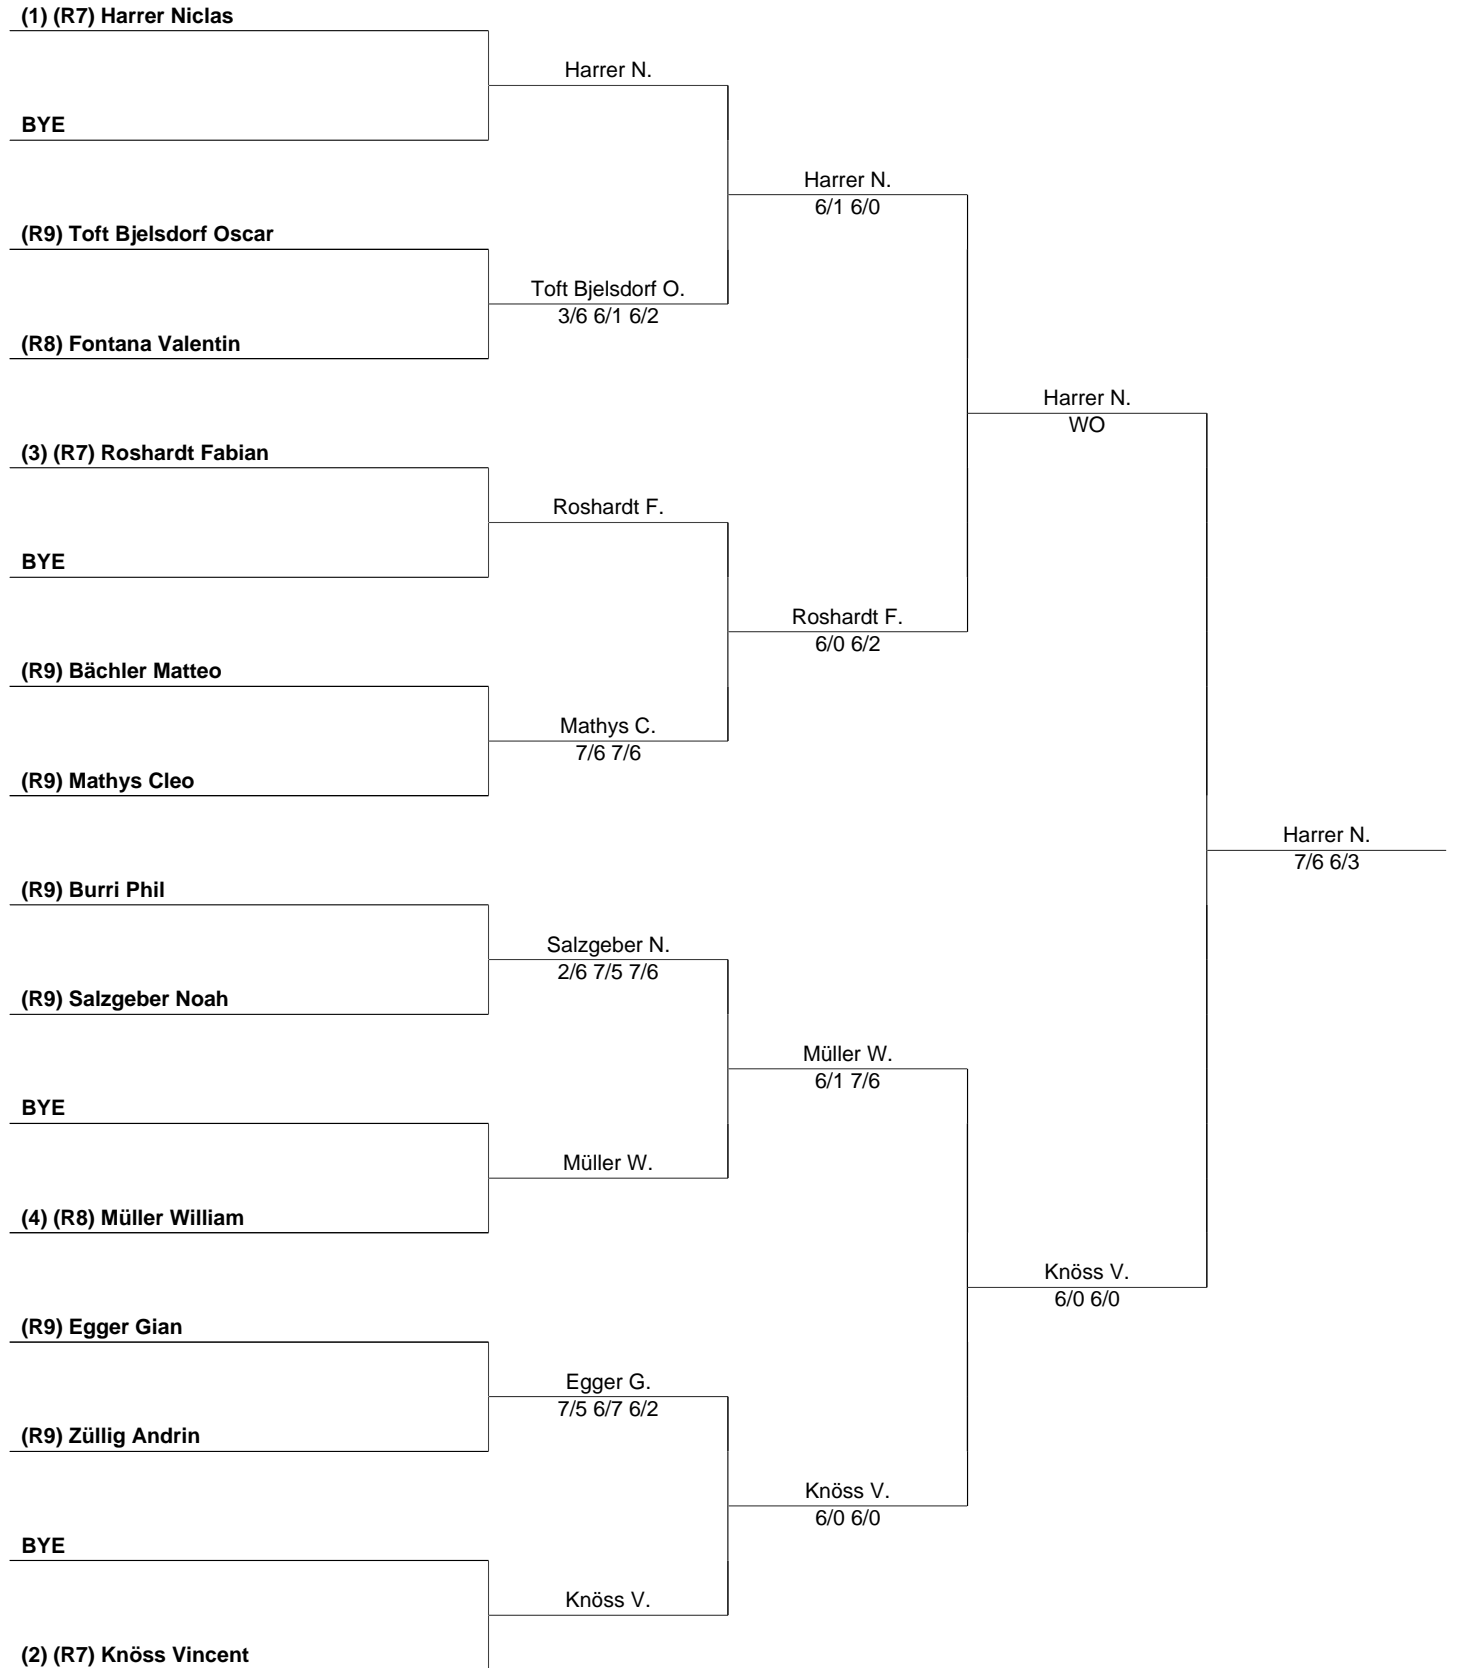 (1) (R7) Harrer Niclas
Harrer N.
BYE
Harrer N.
6/1 6/0
(R9) Toft Bjelsdorf Oscar
Toft Bjelsdorf O.
3/6 6/1 6/2
(R8) Fontana Valentin
Harrer N.
WO
(3) (R7) Roshardt Fabian
Roshardt F.
BYE
Roshardt F.
6/0 6/2
(R9) Bächler Matteo
Mathys C.
7/6 7/6
(R9) Mathys Cleo
Harrer N.
7/6 6/3
(R9) Burri Phil
Salzgeber N.
2/6 7/5 7/6
(R9) Salzgeber Noah
Müller W.
6/1 7/6
BYE
Müller W.
(4) (R8) Müller William
Knöss V.
6/0 6/0
(R9) Egger Gian
Egger G.
7/5 6/7 6/2
(R9) Züllig Andrin
Knöss V.
6/0 6/0
BYE
Knöss V.
(2) (R7) Knöss Vincent